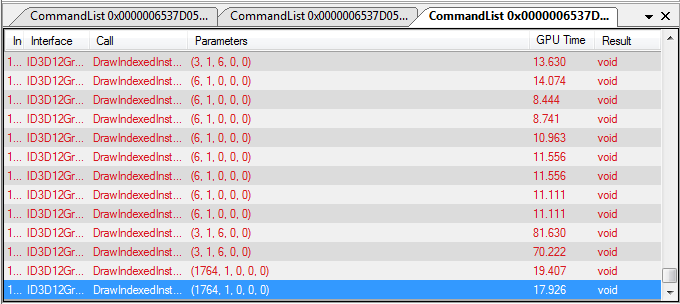 CommandList 0x0000006537D05... CommandList 0x0000006537D05... CommandList 0x0000006537D...
In Interface Call Parameters GPU Time Result
1... ID3D12Gr... DrawIndexedInst... (3, 1, 6, 0, 0) 13.630 void
1... ID3D12Gr... DrawIndexedInst... (6, 1, 0, 0, 0) 14.074 void
1... ID3D12Gr... DrawIndexedInst... (6, 1, 0, 0, 0) 8.444 void
1... ID3D12Gr... DrawIndexedInst... (6, 1, 0, 0, 0) 8.741 void
1... ID3D12Gr... DrawIndexedInst... (6, 1, 0, 0, 0) 10.963 void
1... ID3D12Gr... DrawIndexedInst... (6, 1, 0, 0, 0) 11.556 void
1... ID3D12Gr... DrawIndexedInst... (6, 1, 0, 0, 0) 11.556 void
1... ID3D12Gr... DrawIndexedInst... (6, 1, 0, 0, 0) 11.111 void
1... ID3D12Gr... DrawIndexedInst... (6, 1, 0, 0, 0) 11.111 void
1... ID3D12Gr... DrawIndexedInst... (3, 1, 6, 0, 0) 81.630 void
1... ID3D12Gr... DrawIndexedInst... (3, 1, 6, 0, 0) 70.222 void
1... ID3D12Gr... DrawIndexedInst... (1764, 1, 0, 0, 0) 19.407 void
1... ID3D12Gr... DrawIndexedInst... (1764, 1, 0, 0, 0) 17.926 void